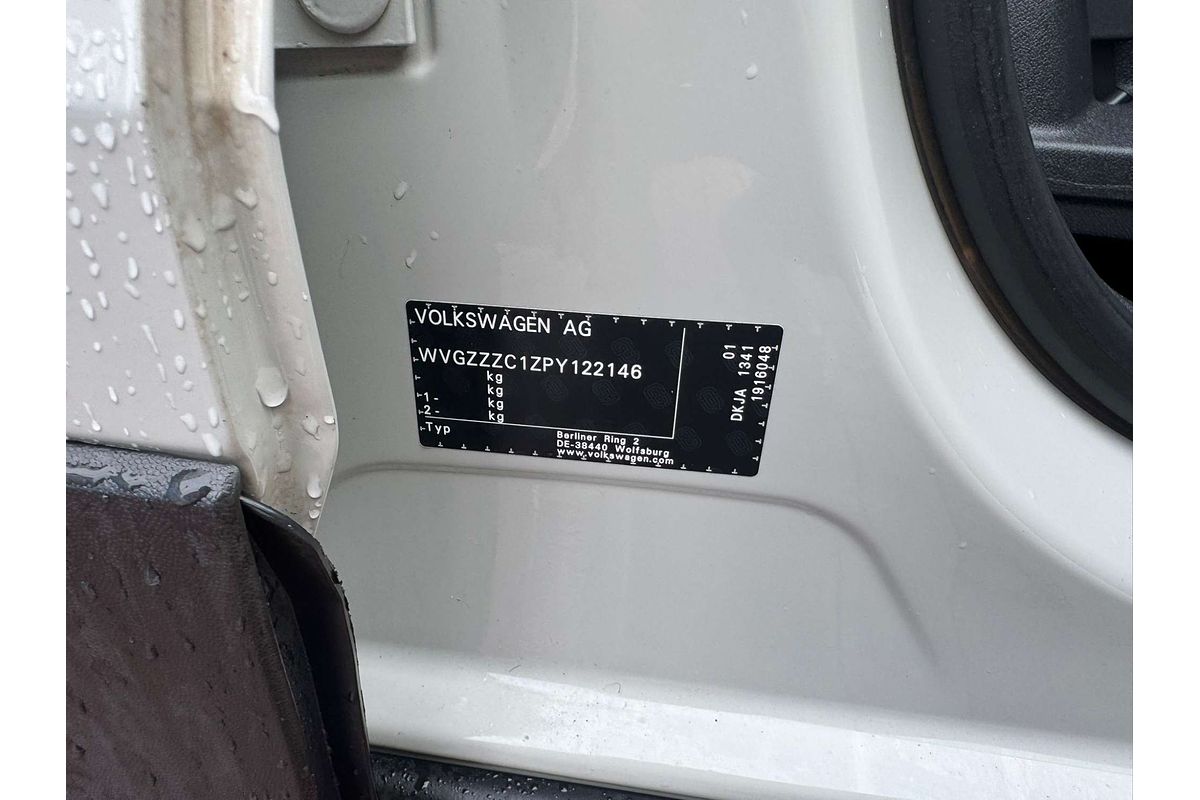 VOLKSWAGEN AG
WVGZZZC1ZPY122146
kg
kg
1- kg
2- kg
Typ
Berliner Ring 2
DE-38440 Wolfsburg
www.volkswagen.com
01
DKJA 1341
1916048